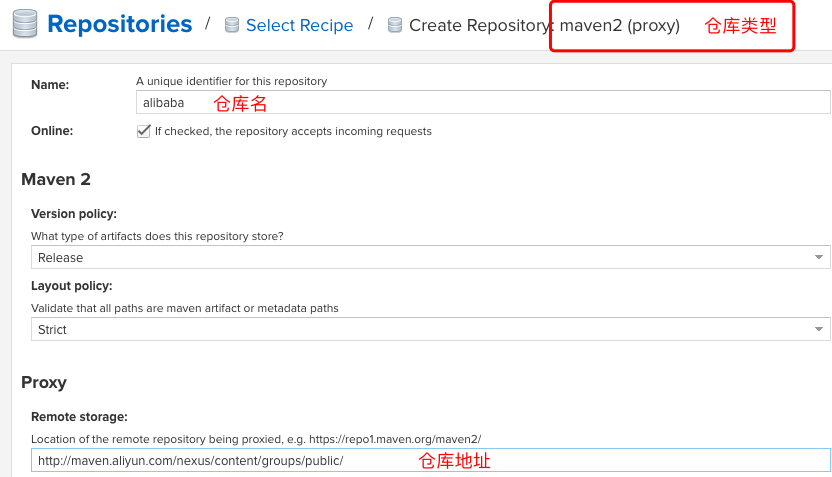 Repositories / Select Recipe / Create Repository: maven2 (proxy) 仓库类型
Name: A unique identifier for this repository
alibaba 仓库名
Online: If checked, the repository accepts incoming requests
Maven 2
Version policy:
What type of artifacts does this repository store?
Release
Layout policy:
Validate that all paths are maven artifact or metadata paths
Strict
Proxy
Remote storage:
Location of the remote repository being proxied, e.g. https://repo1.maven.org/maven2/
http://maven.aliyun.com/nexus/content/groups/public/ 仓库地址